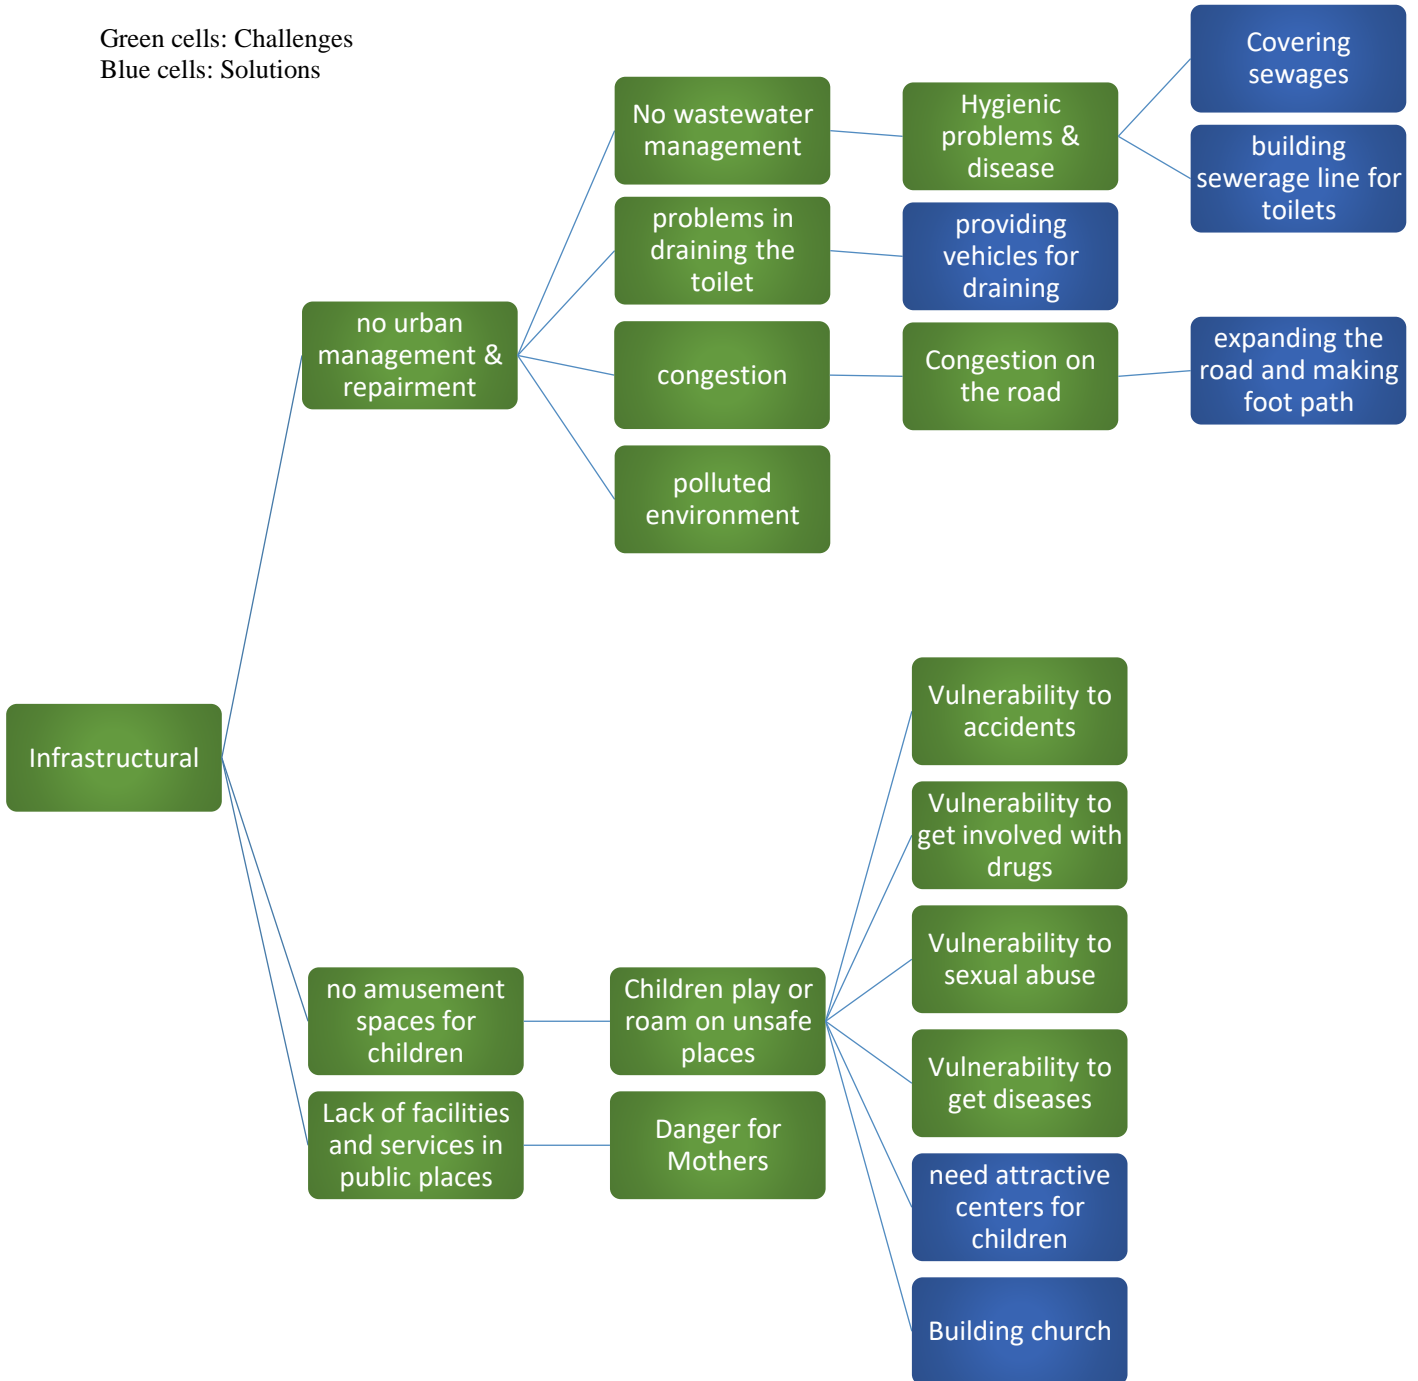 Green cells: Challenges
Blue cells: Solutions
Infrastructural
no urban
management &
repairment
No wastewater
management
Hygienic
problems &
disease
Covering
sewages
building
sewerage line for
toilets
problems in
draining the
toilet
providing
vehicles for
draining
congestion
Congestion on
the road
expanding the
road and making
foot path
polluted
environment
no amusement
spaces for
children
Children play or
roam on unsafe
places
Vulnerability to
accidents
Vulnerability to
get involved with
drugs
Vulnerability to
sexual abuse
Vulnerability to
get diseases
need attractive
centers for
children
Building church
Lack of facilities
and services in
public places
Danger for
Mothers